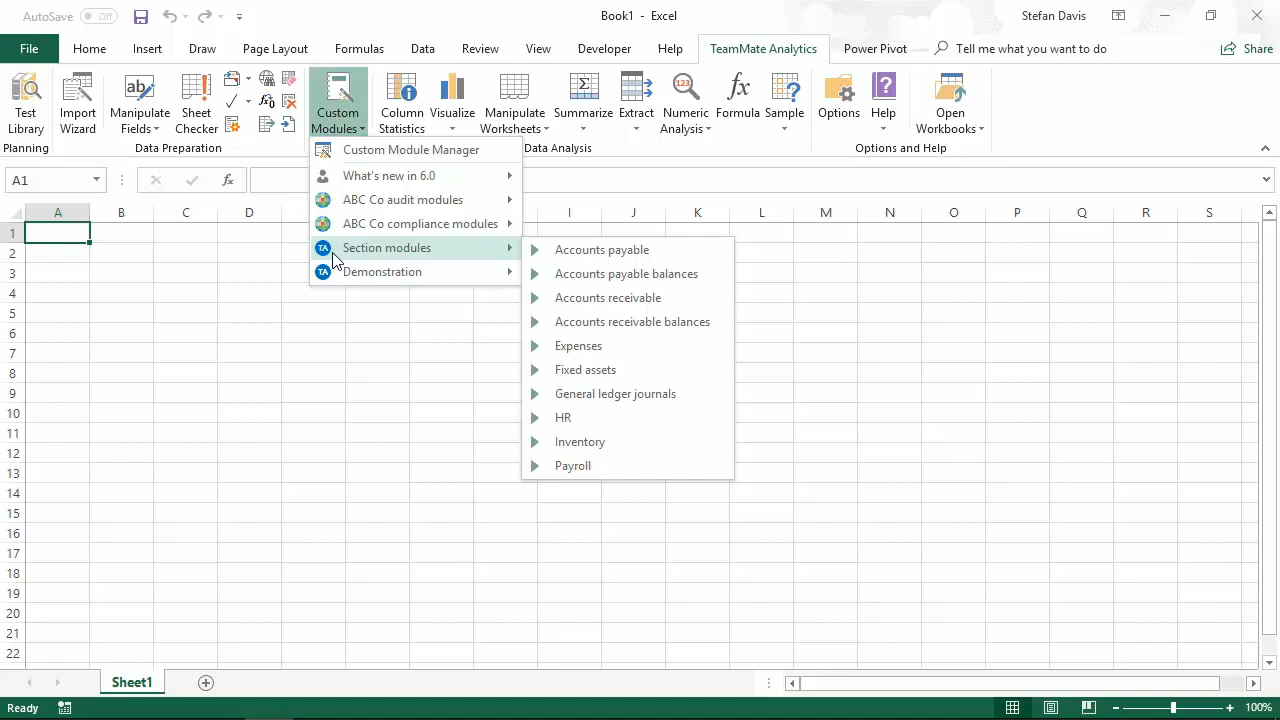 AutoSave Off
Book1 - Excel
Stefan Davis
File Home Insert Draw Page Layout Formulas Data Review View Developer Help TeamMate Analytics Power Pivot Tell me what you want to do Share
Test Library
Import Wizard
Manipulate Fields
Sheet Checker
Custom Modules
Column Statistics
Visualize
Manipulate Worksheets
Summarize
Extract
Numeric Analysis
Formula
Sample
Options
Help
Open Workbooks
Planning Data Preparation Data Analysis Options and Help
A1 fx
Custom Module Manager
What's new in 6.0
ABC Co audit modules
ABC Co compliance modules
TA Section modules
TA Demonstration
Accounts payable
Accounts payable balances
Accounts receivable
Accounts receivable balances
Expenses
Fixed assets
General ledger journals
HR
Inventory
Payroll
A B C D I J K L M N O P Q R S
1
2
3
4
5
6
7
8
9
10
11
12
13
14
15
16
17
18
19
20
21
22
Sheet1
Ready
100%